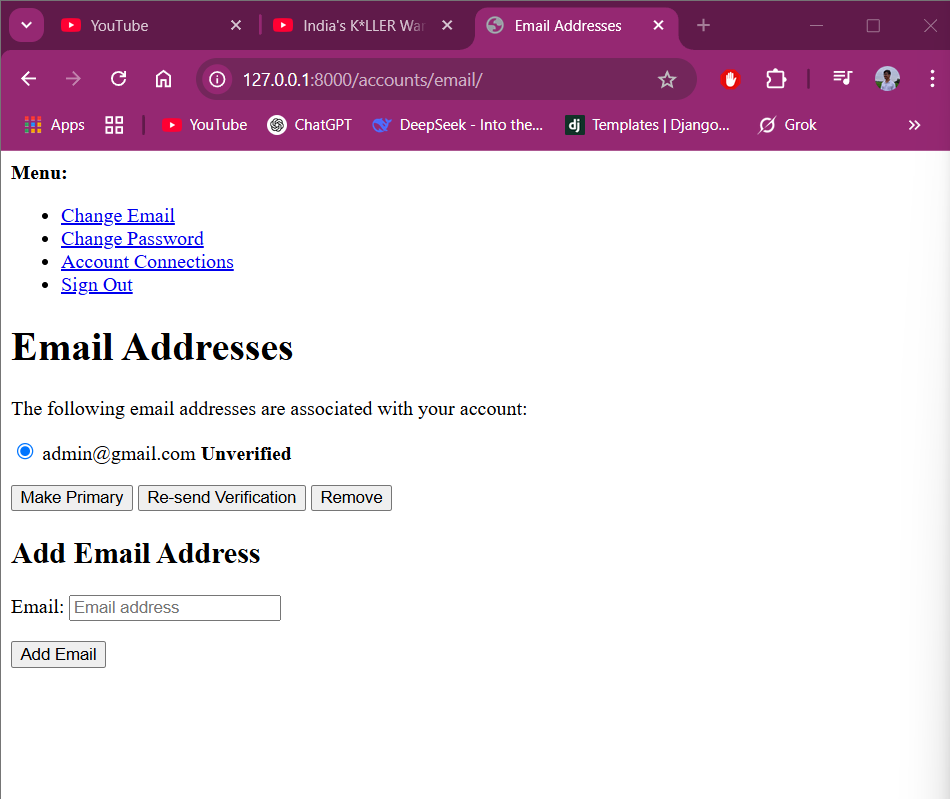 YouTube India's K*LLER War Email Addresses
127.0.0.1:8000/accounts/email/
Apps YouTube ChatGPT DeepSeek - Into the... dj Templates | Django... Grok
Menu:
Change Email
Change Password
Account Connections
Sign Out
Email Addresses
The following email addresses are associated with your account:
admin@gmail.com Unverified
Make Primary Re-send Verification Remove
Add Email Address
Email: Email address
Add Email